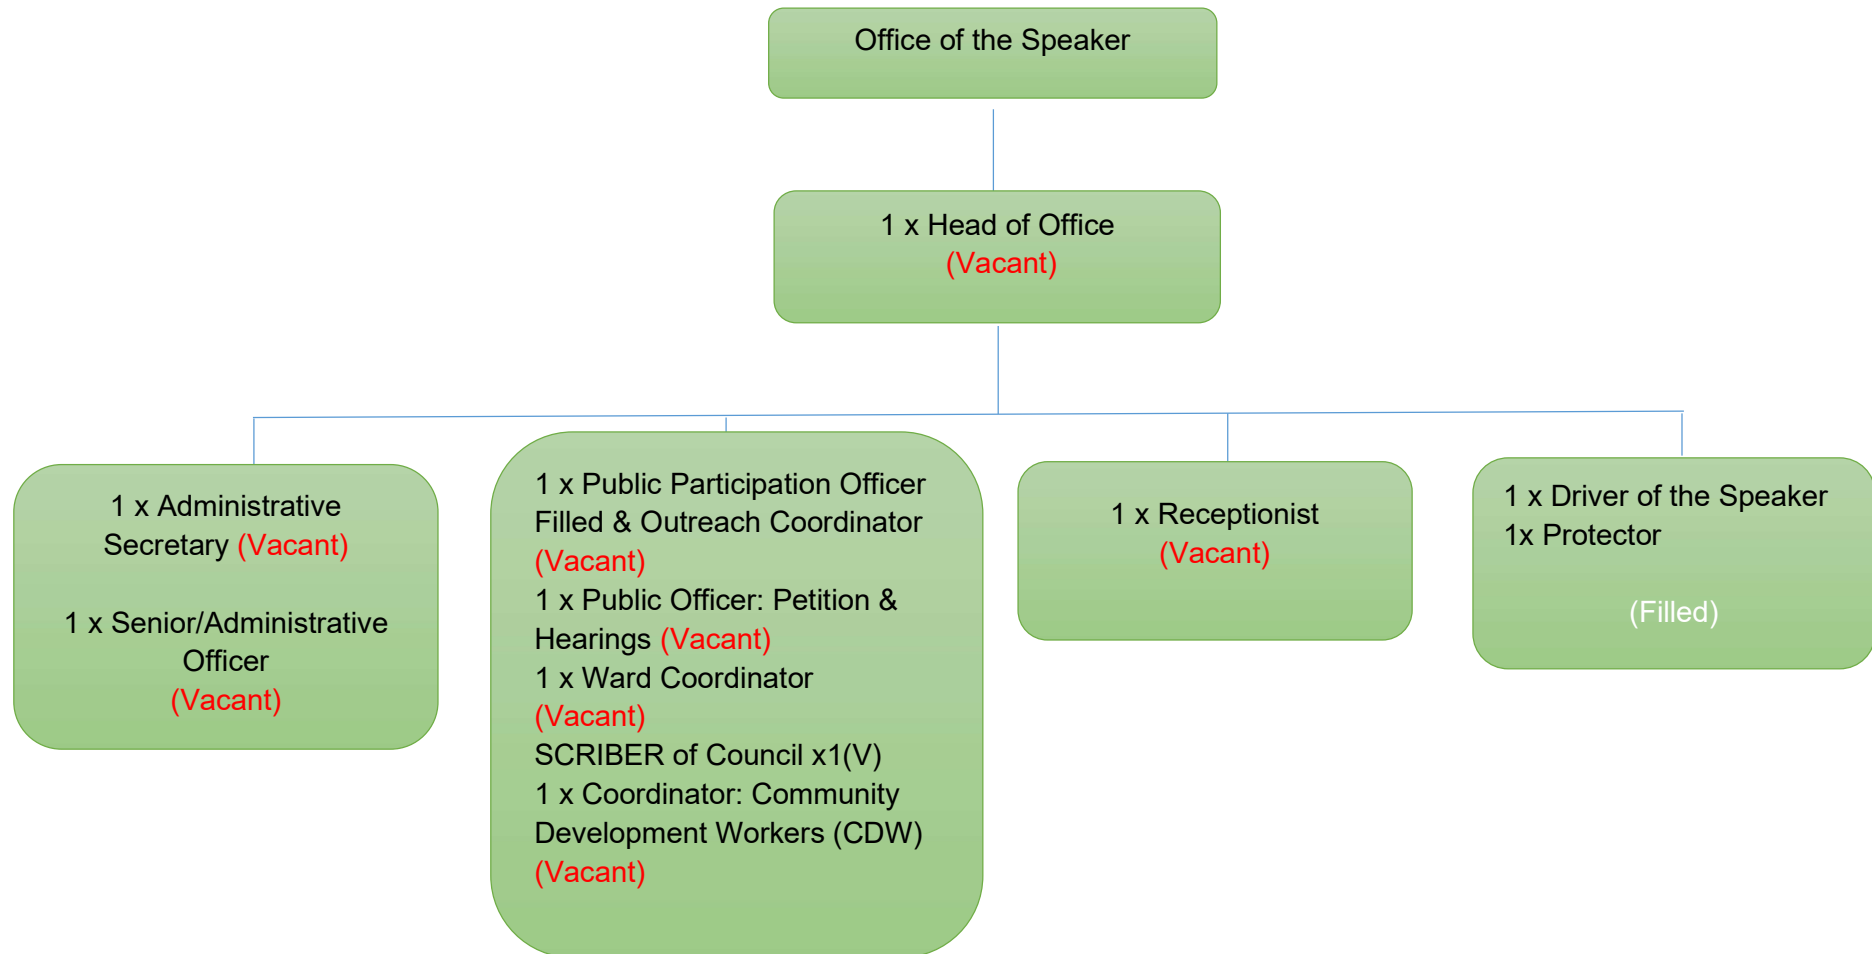 Office of the Speaker
1 x Head of Office
(Vacant)
1 x Administrative
Secretary (Vacant)
1 x Senior/Administrative
Officer
(Vacant)
1 x Public Participation Officer
Filled & Outreach Coordinator
(Vacant)
1 x Public Officer: Petition &
Hearings (Vacant)
1 x Ward Coordinator
(Vacant)
SCRIBER of Council x1(V)
1 x Coordinator: Community
Development Workers (CDW)
(Vacant)
1 x Receptionist
(Vacant)
1 x Driver of the Speaker
1x Protector
(Filled)